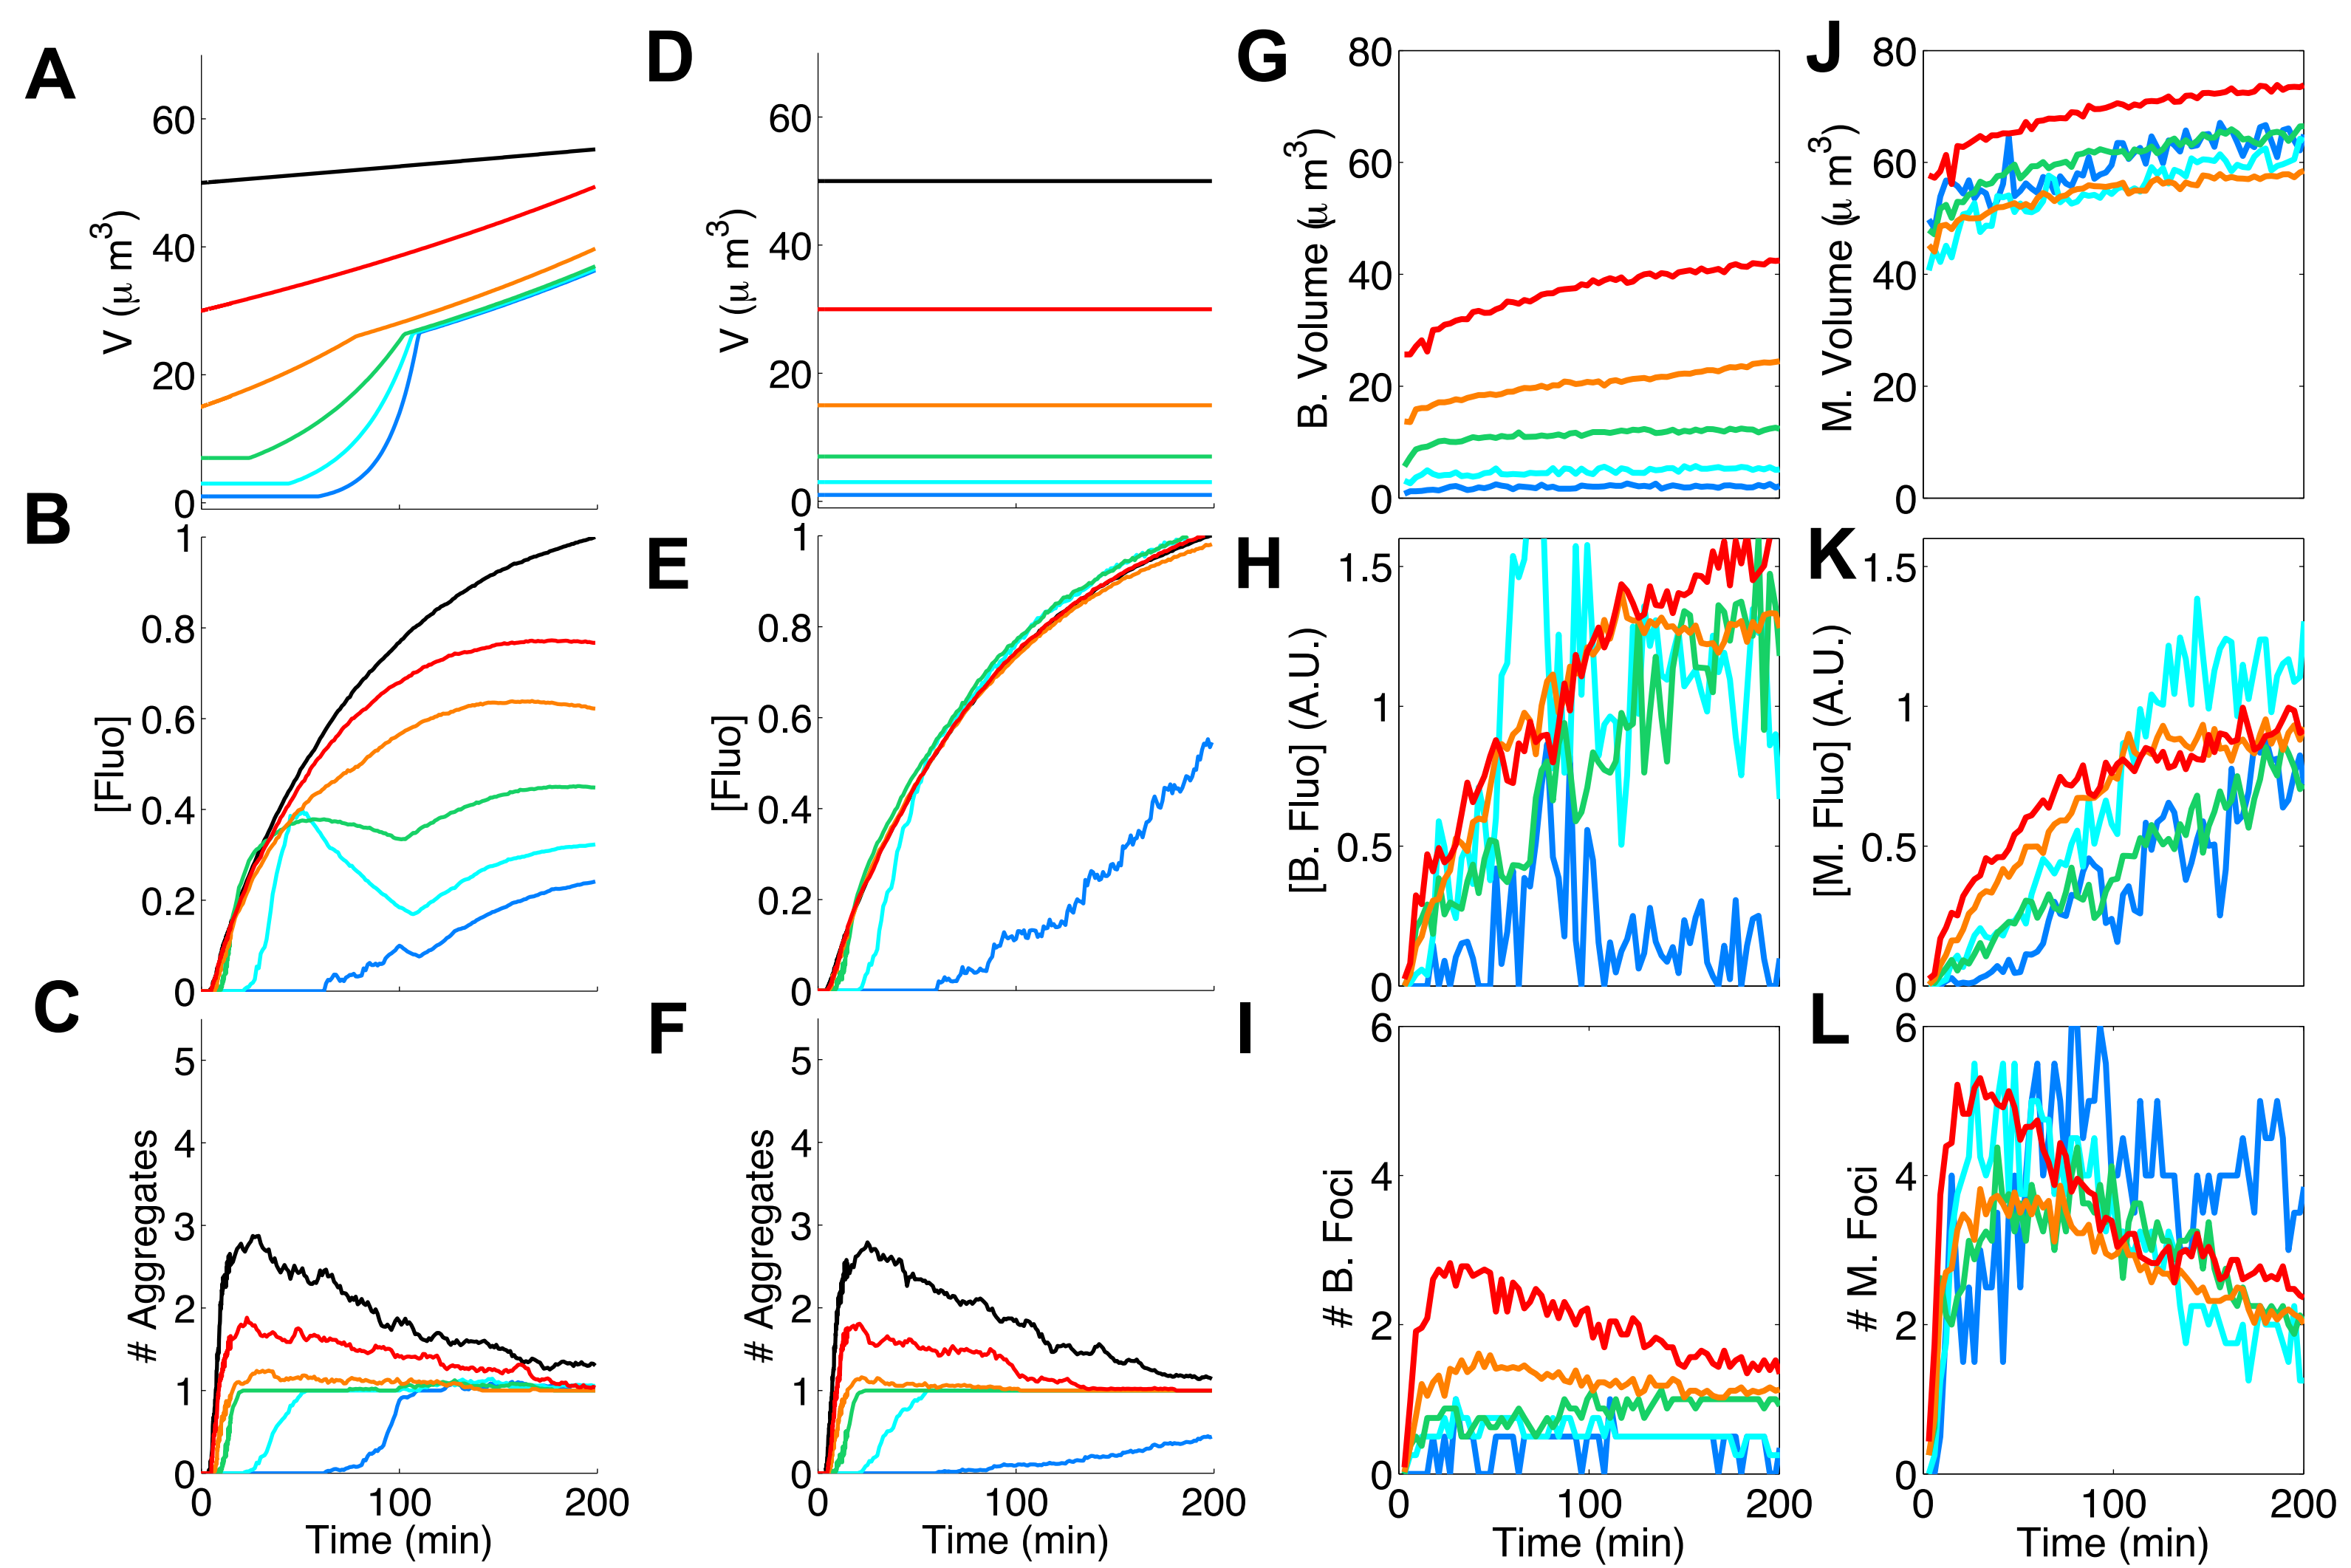 A
V (μ m³)
60
40
20
0
B
[Fluo]
1
0.8
0.6
0.4
0.2
0
C
# Aggregates
5
4
3
2
1
0
0 100 200
Time (min)
D
V (μ m³)
60
40
20
0
E
[Fluo]
1
0.8
0.6
0.4
0.2
0
F
# Aggregates
5
4
3
2
1
0
0 100 200
Time (min)
G
B. Volume (μ m³)
80
60
40
20
0
H
[B. Fluo] (A.U.)
1.5
1
0.5
0
I
# B. Foci
6
4
2
0
0 100 200
Time (min)
J
M. Volume (μ m³)
80
60
40
20
0
K
[M. Fluo] (A.U.)
1.5
1
0.5
0
L
# M. Foci
6
4
2
0
0 100 200
Time (min)